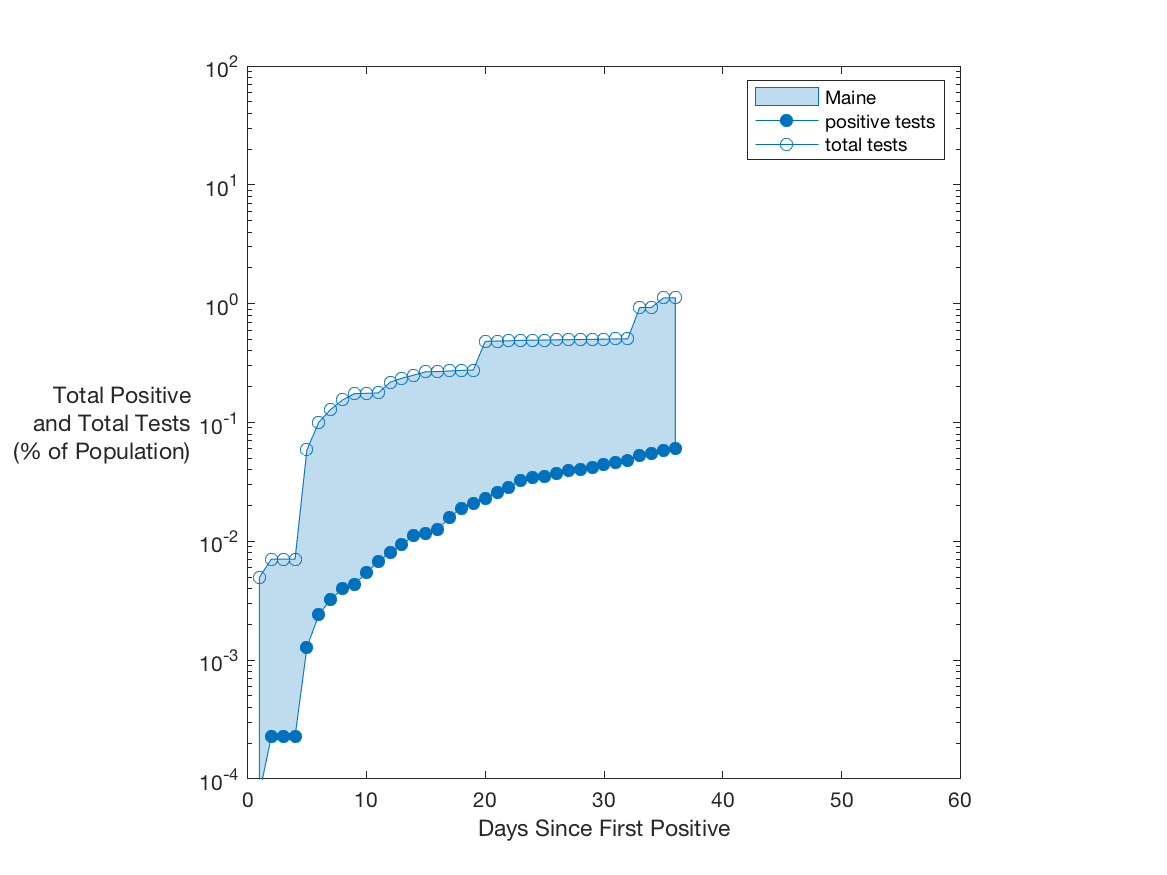 10^2
10^1
10^0
10^-1
10^-2
10^-3
10^-4
Total Positive
and Total Tests
(% of Population)
Maine
positive tests
total tests
0 10 20 30 40 50 60
Days Since First Positive